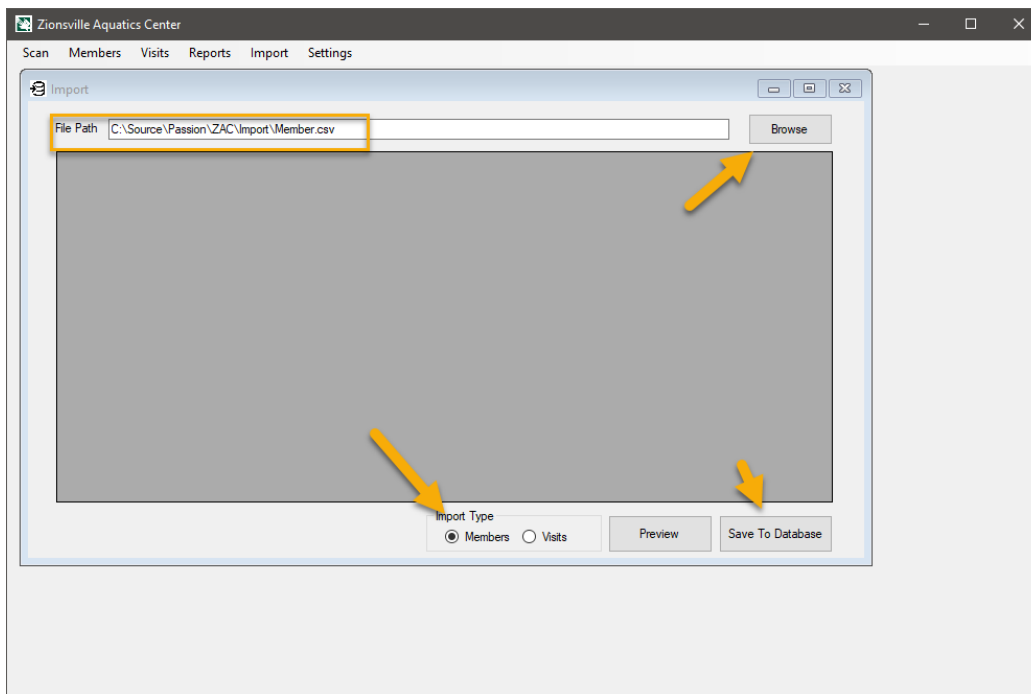 Zionsville Aquatics Center
Scan Members Visits Reports Import Settings
Import
File Path C:\Source\Passion\ZAC\Import\Member.csv Browse
Import Type
Members Visits Preview Save To Database